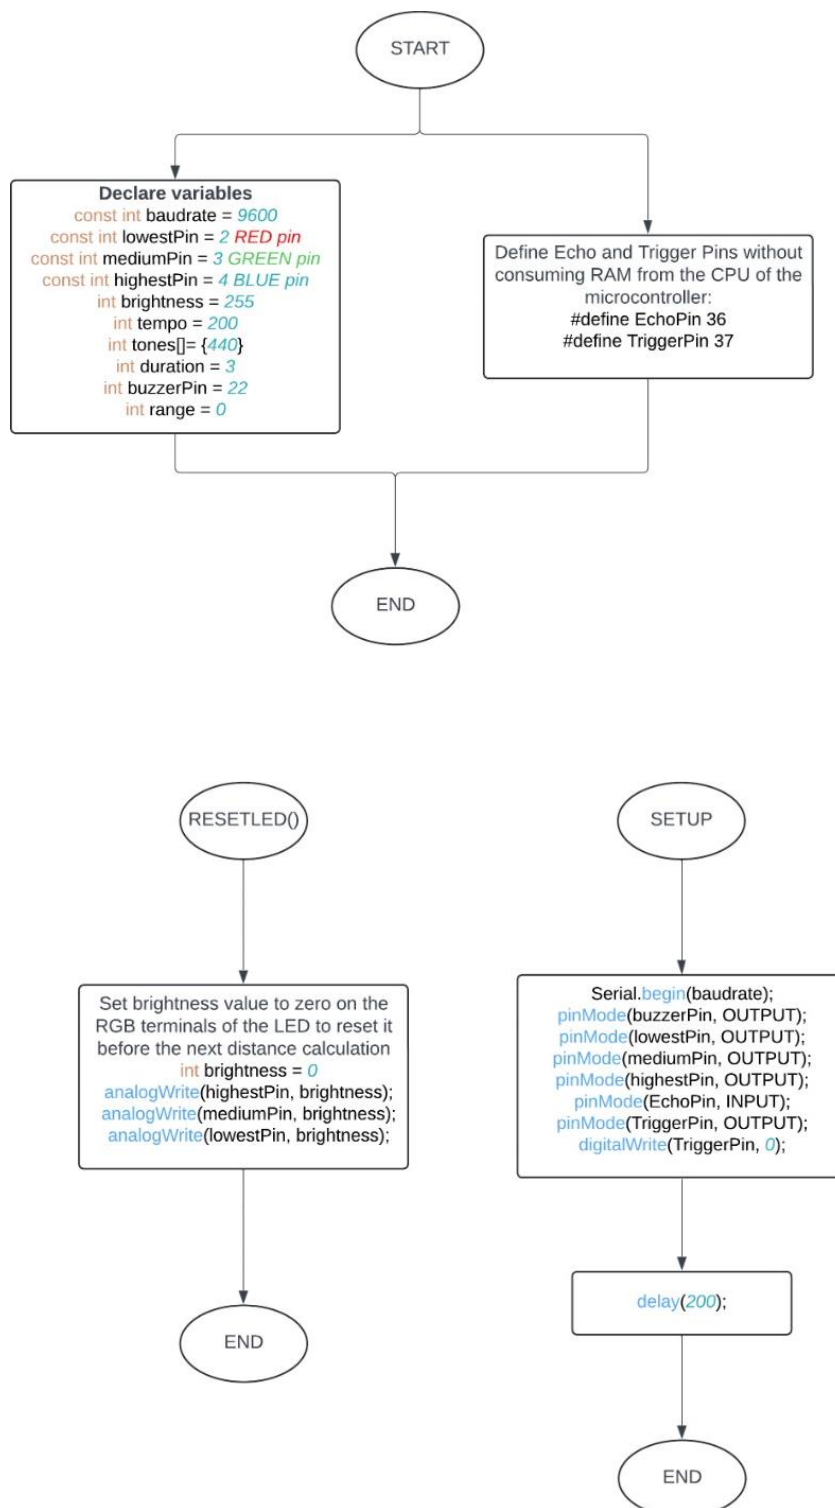 START
Declare variables
const int baudrate = 9600
const int lowestPin = 2 RED pin
const int mediumPin = 3 GREEN pin
const int highestPin = 4 BLUE pin
int brightness = 255
int tempo = 200
int tones[]= {440}
int duration = 3
int buzzerPin = 22
int range = 0
Define Echo and Trigger Pins without
consuming RAM from the CPU of the
microcontroller:
#define EchoPin 36
#define TriggerPin 37
END
RESETLED()
Set brightness value to zero on the
RGB terminals of the LED to reset it
before the next distance calculation
int brightness = 0
analogWrite(highestPin, brightness);
analogWrite(mediumPin, brightness);
analogWrite(lowestPin, brightness);
END
SETUP
Serial.begin(baudrate);
pinMode(buzzerPin, OUTPUT);
pinMode(lowestPin, OUTPUT);
pinMode(mediumPin, OUTPUT);
pinMode(highestPin, OUTPUT);
pinMode(EchoPin, INPUT);
pinMode(TriggerPin, OUTPUT);
digitalWrite(TriggerPin, 0);
delay(200);
END